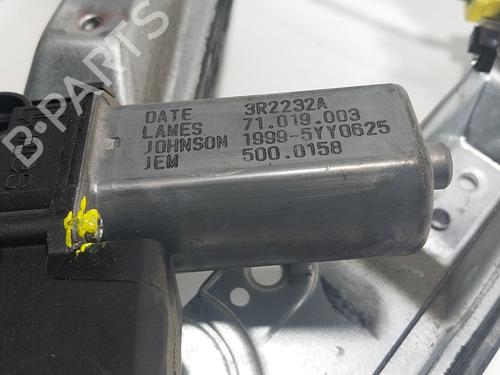 B-PARTS
DATE 3R2232A
LAMES 71.019.003
JOHNSON 1999-5YY0625
JEM 500.0158